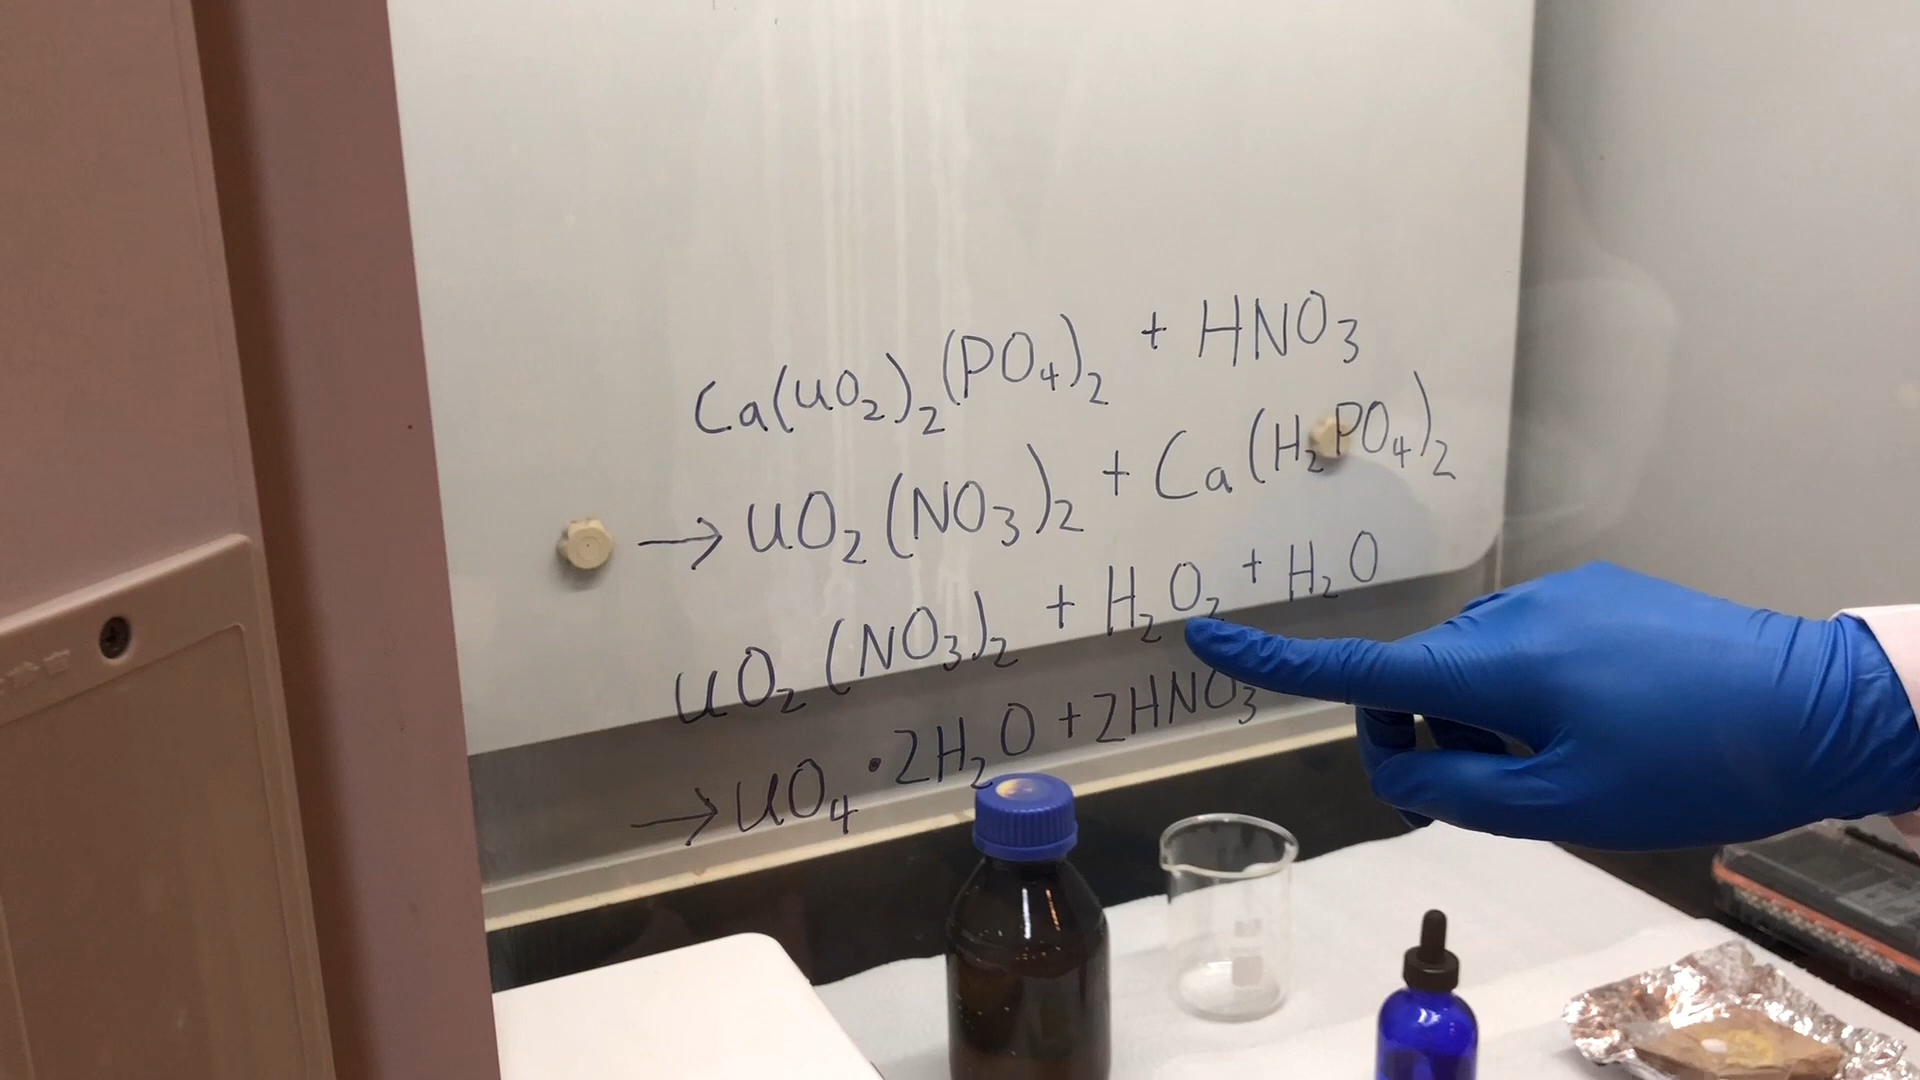 Ca(UO₂)₂(PO₄)₂ + HNO₃
→ UO₂(NO₃)₂ + Ca(H₂PO₄)₂
UO₂(NO₃)₂ + H₂O₂ + H₂O
→ UO₄·2H₂O + 2HNO₃